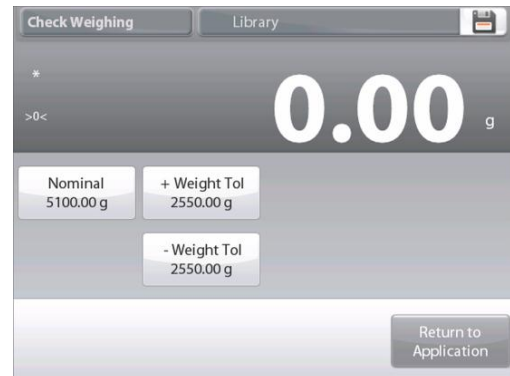 Check Weighing
Library
*
>0<
0.00 g
Nominal
5100.00 g
+ Weight Tol
2550.00 g
- Weight Tol
2550.00 g
Return to
Application